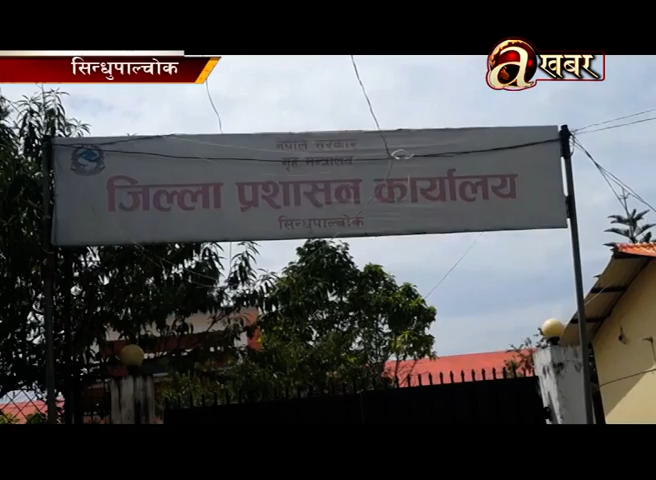 सिन्धुपाल्चोक
a खबर
नेपाल सरकार
गृह मन्त्रालय
जिल्ला प्रशासन कार्यालय
सिन्धुपाल्चोक